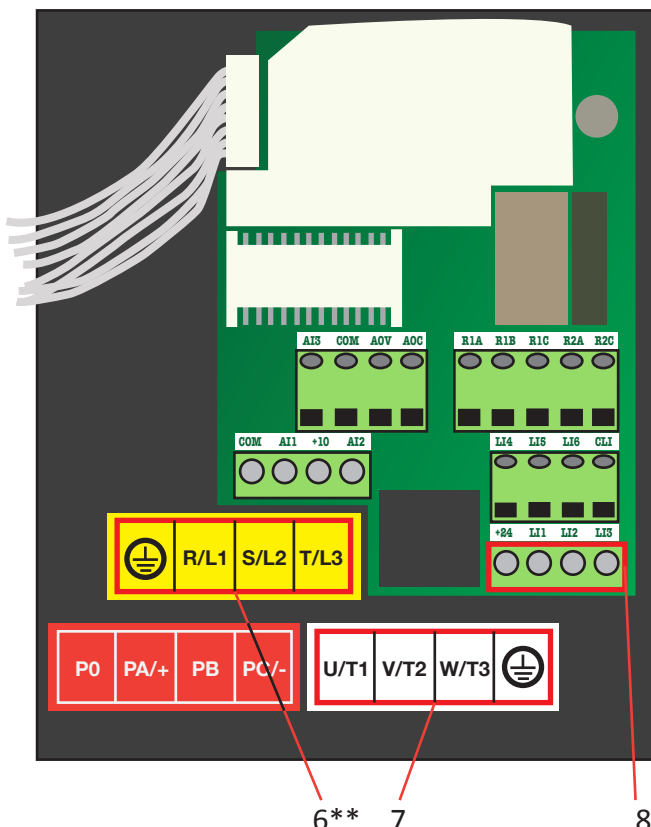 AI3 COM AOV AOC
R1A R1B R1C R2A R2C
COM AI1 +10 AI2
LI4 LI5 LI6 CLI
+24 LI1 LI2 LI3
R/L1 S/L2 T/L3
P0 PA/+ PB PC/-
U/T1 V/T2 W/T3
6** 7 8